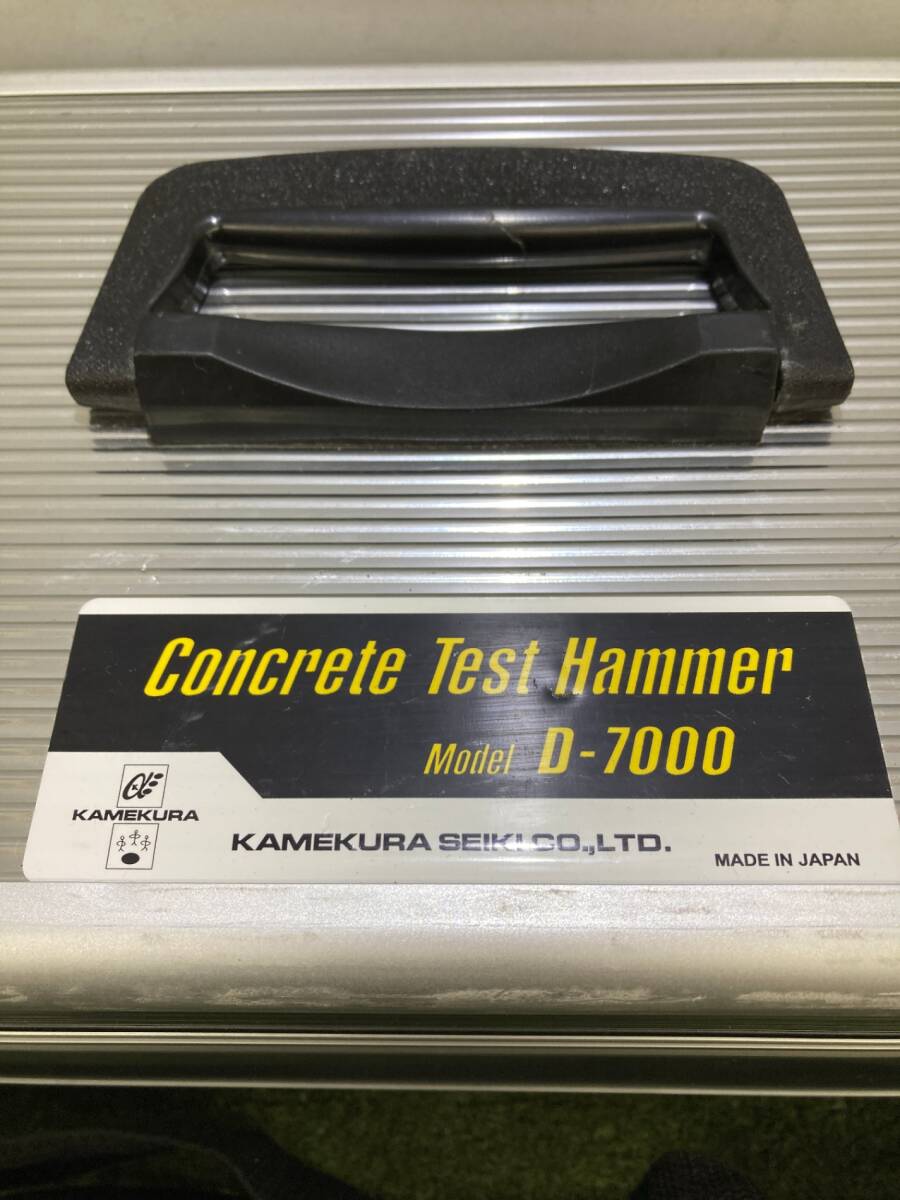 Concrete Test Hammer
Model D-7000
KAMEKURA
KAMEKURA SEIKI CO.,LTD.
MADE IN JAPAN